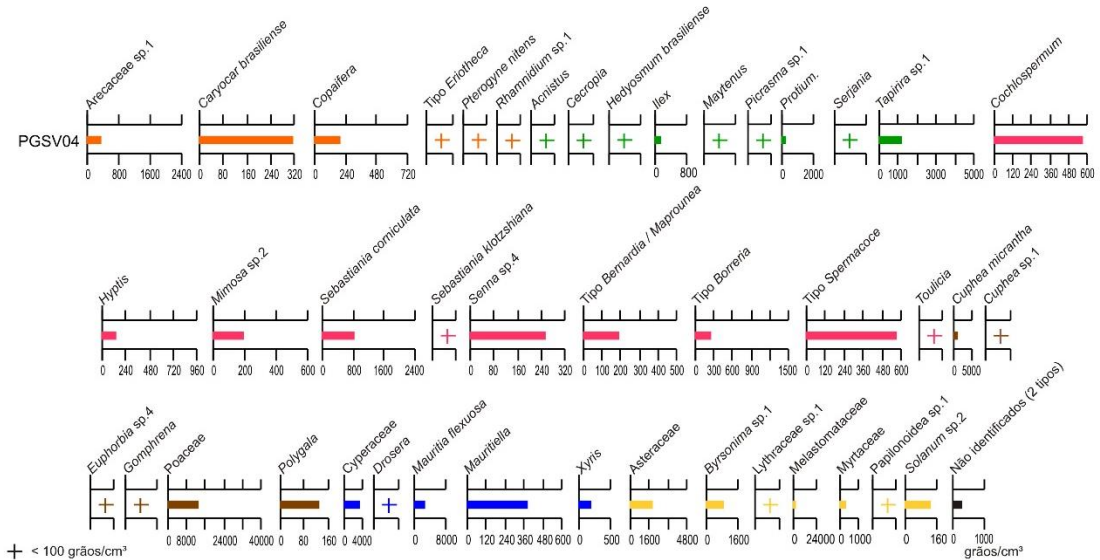 Arecaceae sp.1 Caryocar brasiliense Copaifera Tipo Eriotheca Pterogyne nitens Rhamnidium sp.1 Acnistus Cecropia Hedyosmum brasiliense Ilex Maytenus Picrasma sp.1 Protium. Serjania Tapirira sp.1 Cochlospermum
PGSV04
0 800 1600 2400 0 80 160 240 320 0 240 480 720 0 800 0 2000 0 1000 2000 3000 5000 0 120 240 360 480 600
Hyptis Mimosa sp.2 Sebastiania corniculata Sebastiania klotzshiana Senna sp.4 Tipo Bernardia / Maprounea Tipo Borreria Tipo Spermacoce Toulicia Cuphea micrantha Cuphea sp.1
0 240 480 720 960 0 200 400 600 0 800 1600 2400 0 80 160 240 320 0 100 200 300 400 500 0 300 600 900 1500 0 120 240 360 480 600 0 5000
Euphorbia sp.4 Gomphrena Poaceae Polygala Cyperaceae Drosera Mauritia flexuosa Mauritiella Xyris Asteraceae Byrsonima sp.1 Lythraceae sp.1 Melastomataceae Myrtaceae Papilionoidea sp.1 Solanum sp.2 Não identificados (2 tipos)
0 8000 24000 40000 0 80 160 0 4000 0 8000 0 120 240 360 600 0 500 0 1600 4800 0 1600 0 24000 0 1000 0 160 0 1000
+ < 100 grãos/cm³
grãos/cm³